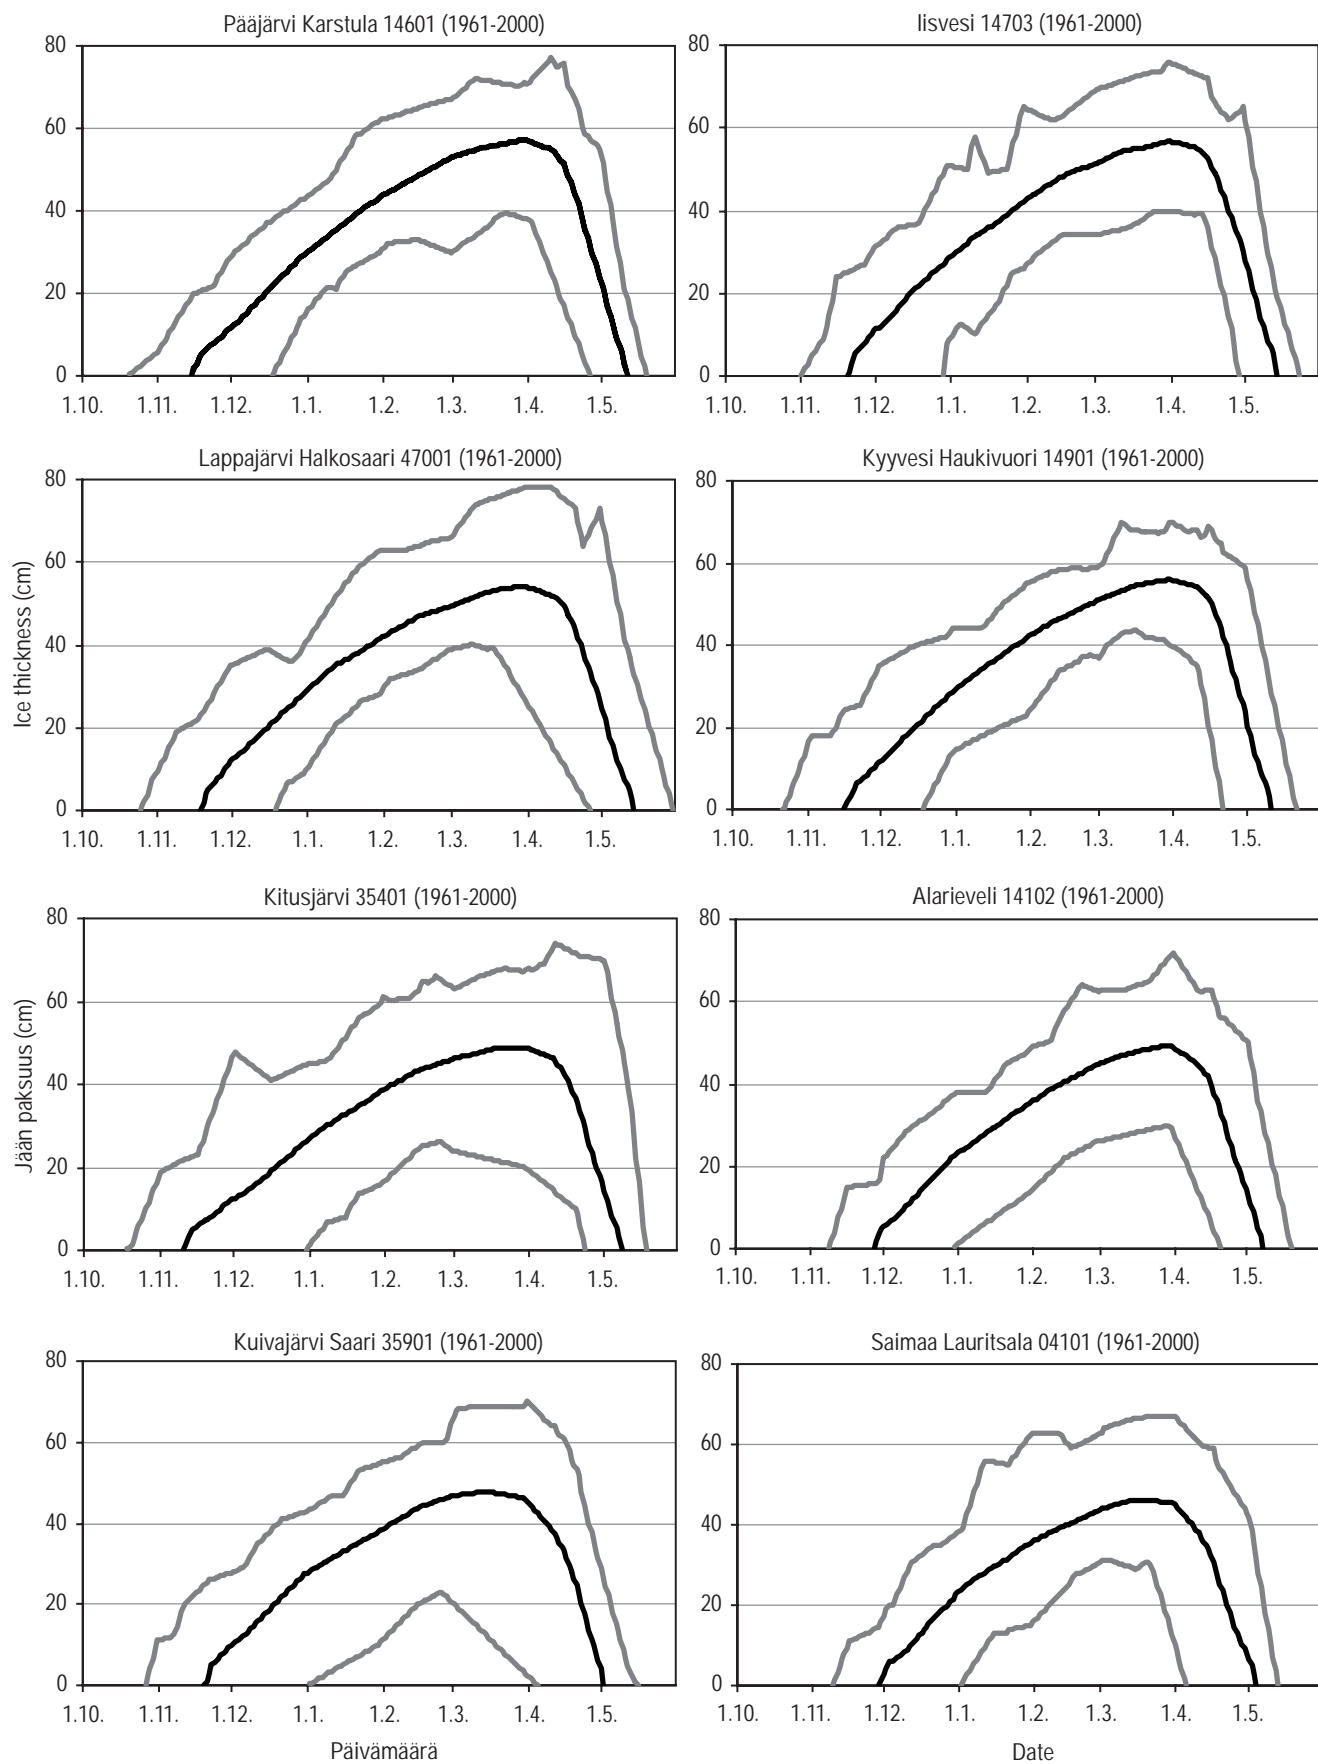 Pääjärvi Karstula 14601 (1961-2000)
80
60
40
20
0
1.10. 1.11. 1.12. 1.1. 1.2. 1.3. 1.4. 1.5.
Iisvesi 14703 (1961-2000)
80
60
40
20
0
1.10. 1.11. 1.12. 1.1. 1.2. 1.3. 1.4. 1.5.
Lappajärvi Halkosaari 47001 (1961-2000)
80
60
40
20
0
1.10. 1.11. 1.12. 1.1. 1.2. 1.3. 1.4. 1.5.
Ice thickness (cm)
Kyyvesi Haukivuori 14901 (1961-2000)
80
60
40
20
0
1.10. 1.11. 1.12. 1.1. 1.2. 1.3. 1.4. 1.5.
Kitusjärvi 35401 (1961-2000)
80
60
40
20
0
1.10. 1.11. 1.12. 1.1. 1.2. 1.3. 1.4. 1.5.
Jään paksuus (cm)
Alarieveli 14102 (1961-2000)
80
60
40
20
0
1.10. 1.11. 1.12. 1.1. 1.2. 1.3. 1.4. 1.5.
Kuivajärvi Saari 35901 (1961-2000)
80
60
40
20
0
1.10. 1.11. 1.12. 1.1. 1.2. 1.3. 1.4. 1.5.
Päivämäärä
Saimaa Lauritsala 04101 (1961-2000)
80
60
40
20
0
1.10. 1.11. 1.12. 1.1. 1.2. 1.3. 1.4. 1.5.
Date